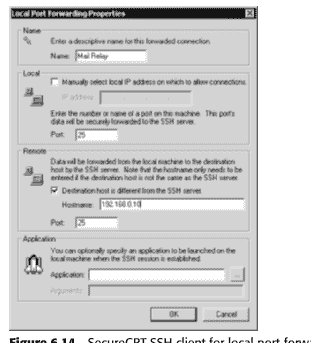 Local Port Forwarding Properties
Name
Enter a descriptive name for this forwarded connection.
Name: Mail Relay
Local
Manually select local IP address on which to allow connections.
IP address:
Enter the number or name of a port on this machine. This port's
data will be securely forwarded to the SSH server.
Port: 25
Remote
Data will be forwarded from the local machine to the destination
host by the SSH server. Note that the hostname only needs to be
entered if the destination host is not the same as the SSH server.
Destination host is different from the SSH server
Hostname: 192.168.0.10
Port: 25
Application
You can optionally specify an application to be launched on the
local machine when the SSH session is established.
Application: ...
Arguments:
OK Cancel
Figure 6.14 SecureCRT SSH client for local port forw